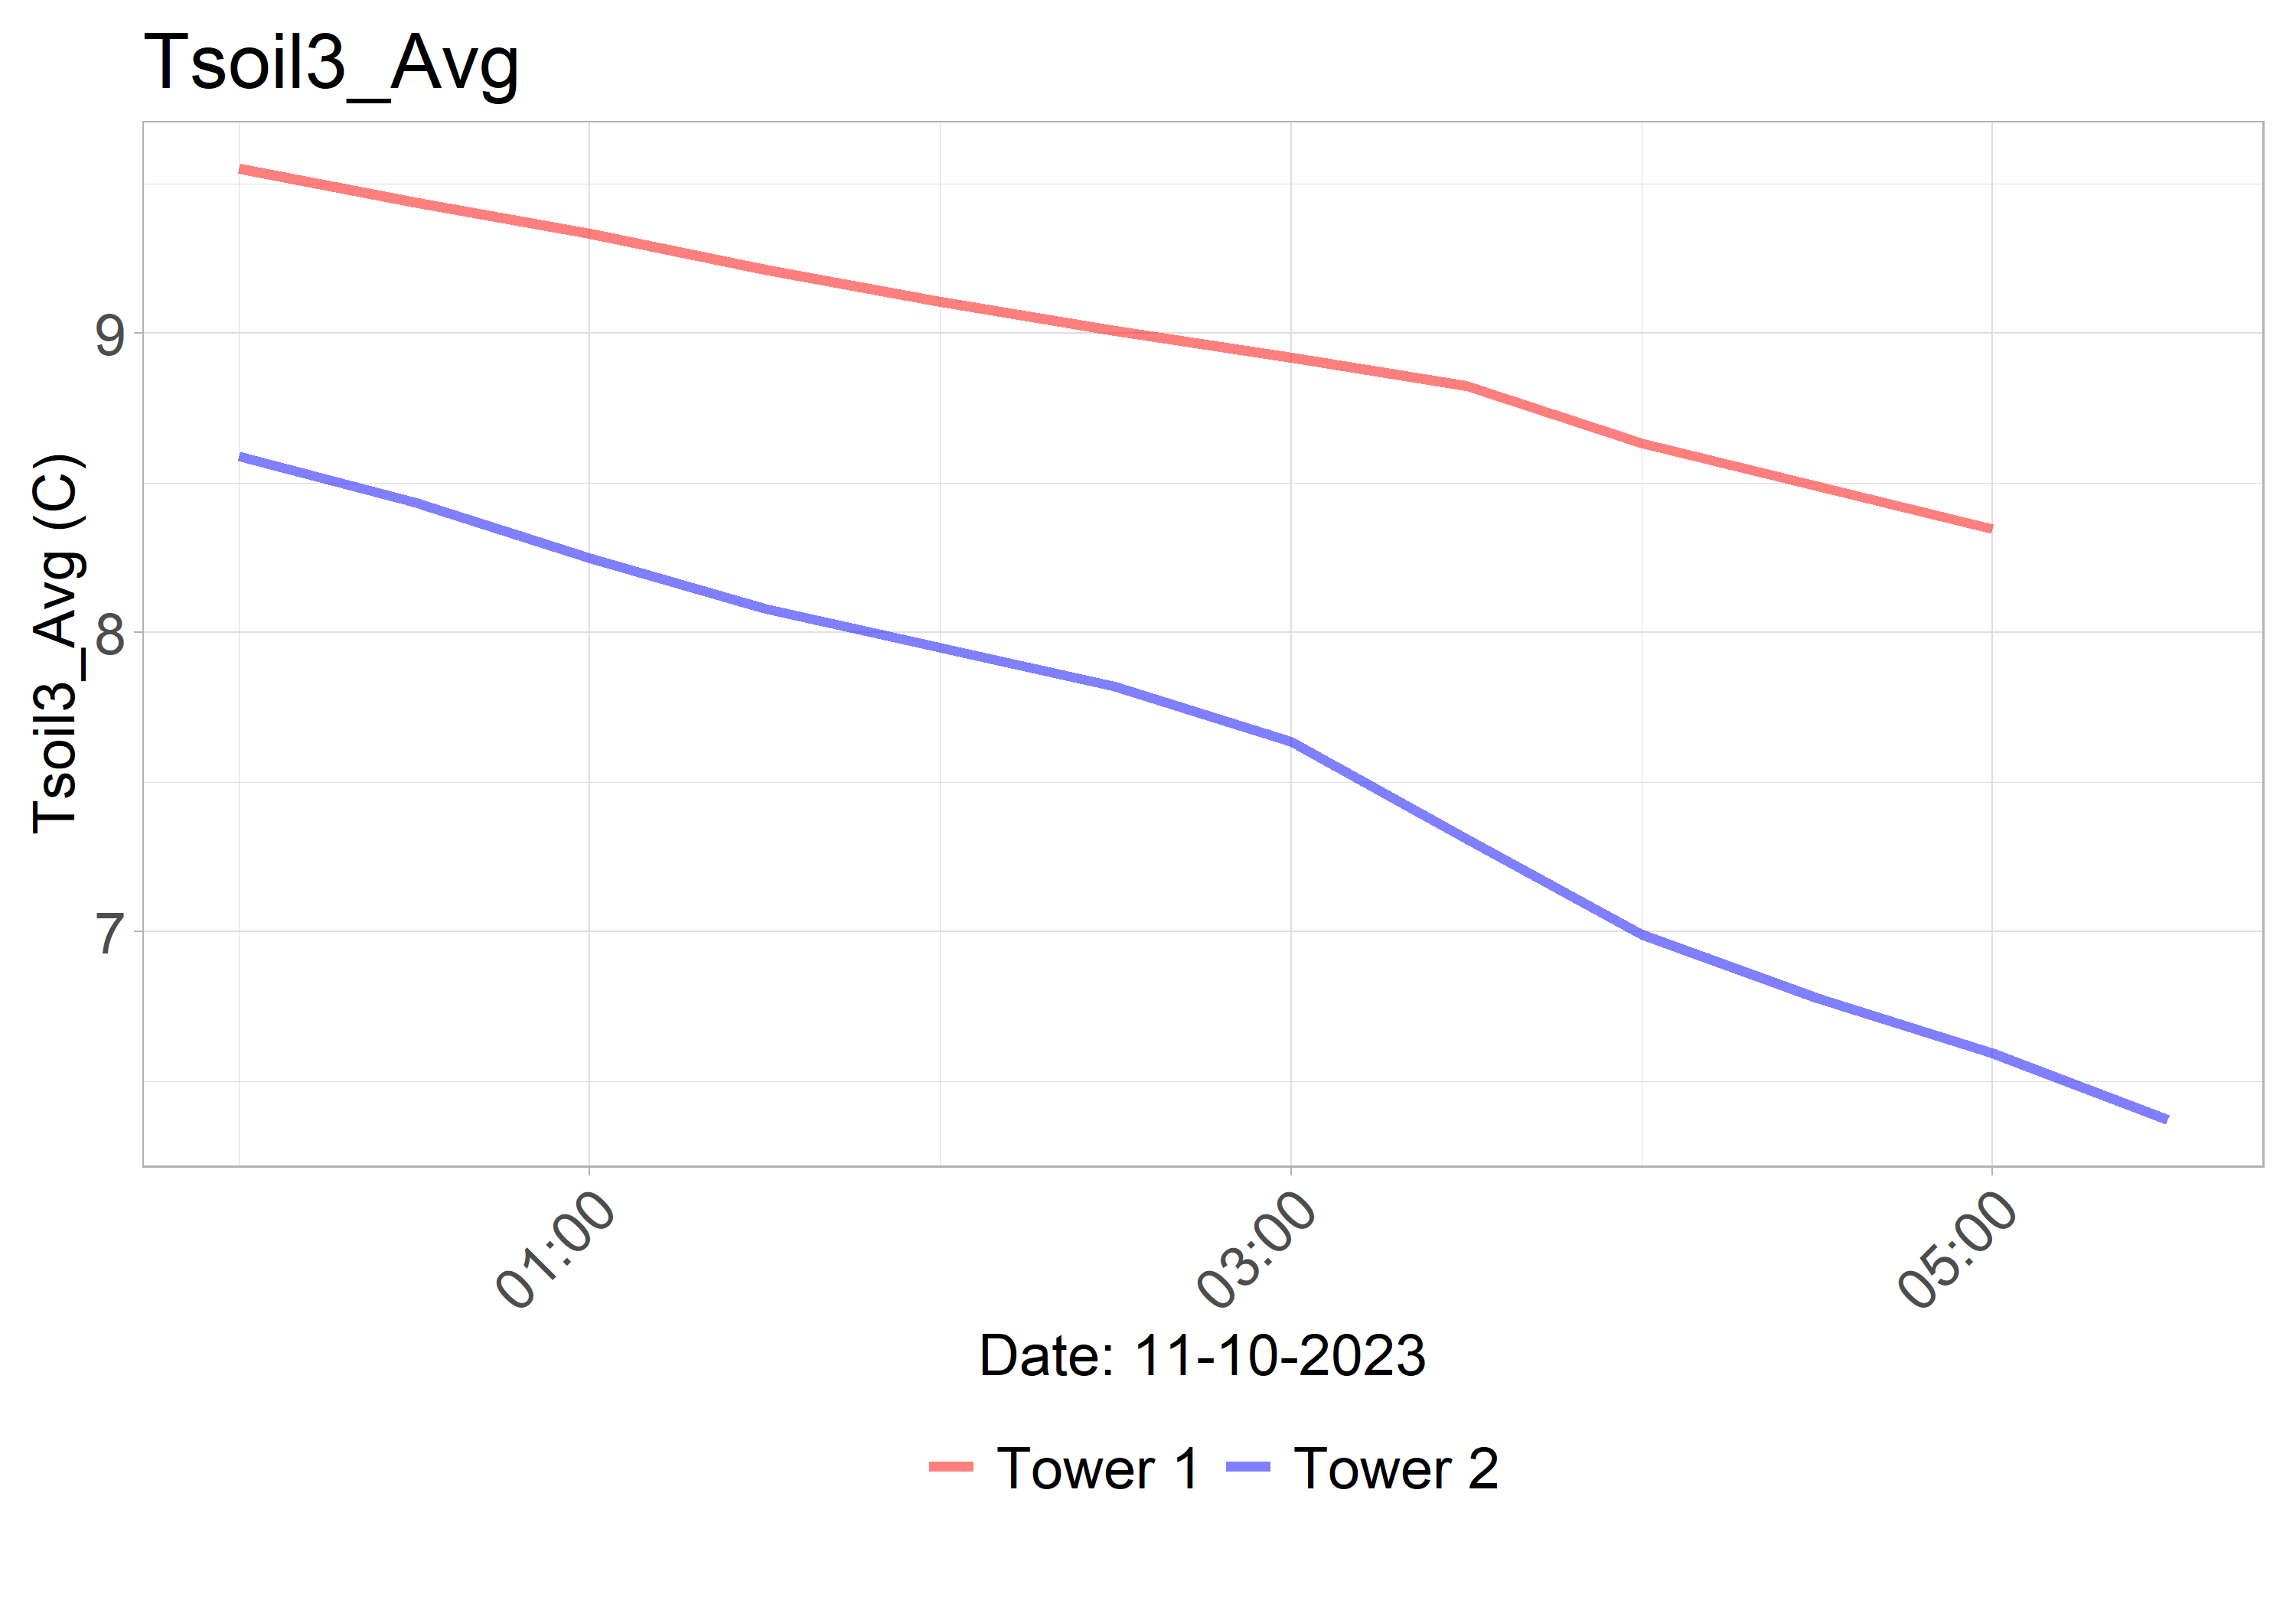 Tsoil3_Avg
Tsoil3_Avg (C)
9
8
7
01:00
03:00
05:00
Date: 11-10-2023
Tower 1
Tower 2